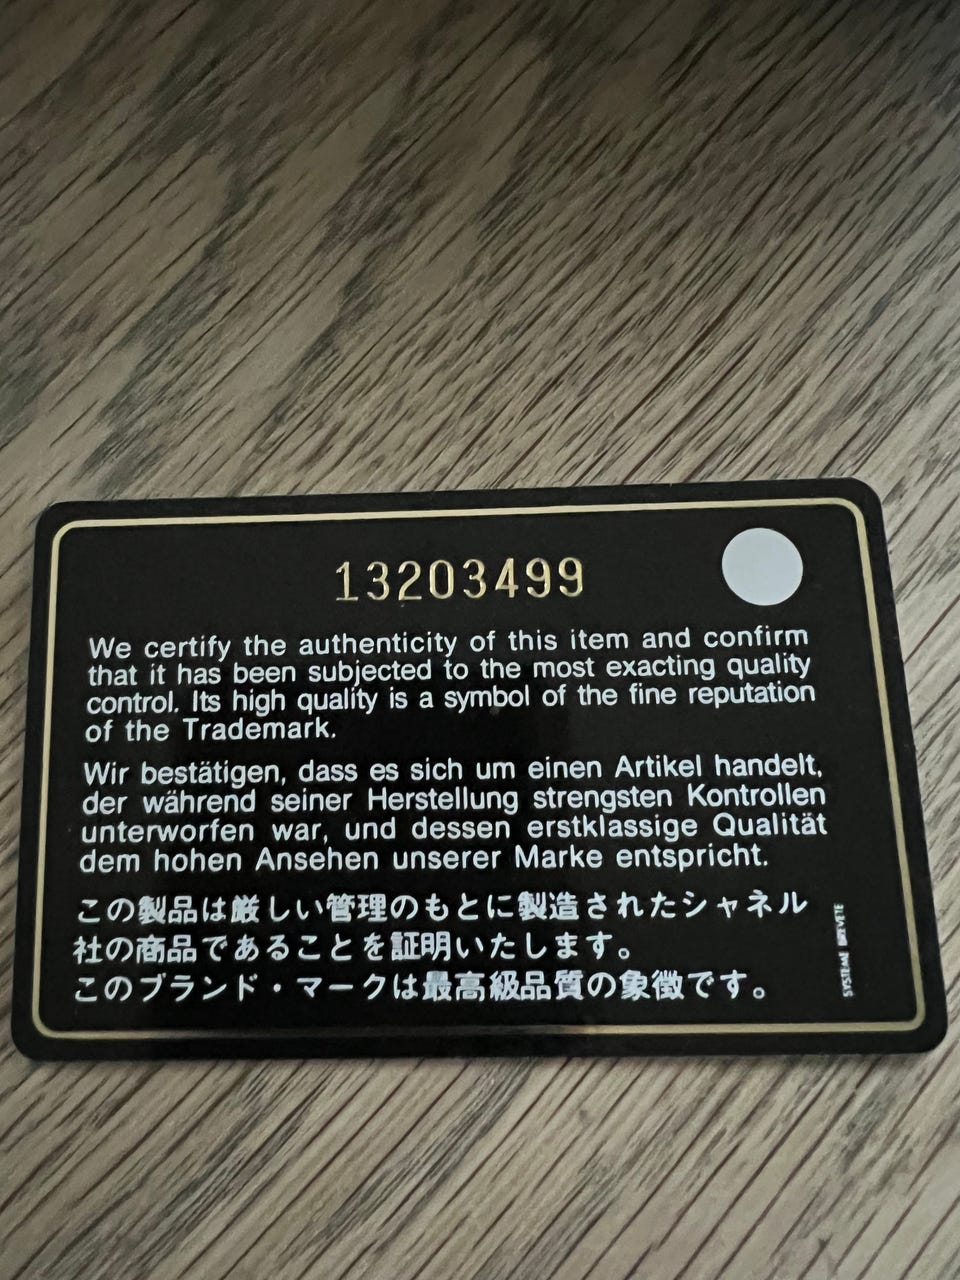 13203499
We certify the authenticity of this item and confirm
that it has been subjected to the most exacting quality
control. Its high quality is a symbol of the fine reputation
of the Trademark.
Wir bestätigen, dass es sich um einen Artikel handelt,
der während seiner Herstellung strengsten Kontrollen
unterworfen war, und dessen erstklassige Qualität
dem hohen Ansehen unserer Marke entspricht.
この製品は厳しい管理のもとに製造されたシャネル
社の商品であることを証明いたします。
このブランド・マークは最高級品質の象徴です。
SYSTEME BREVETE